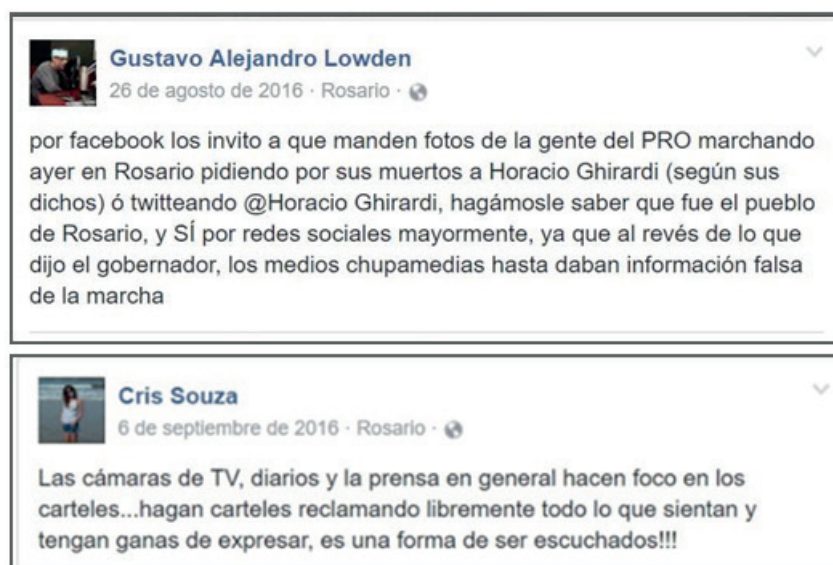 Gustavo Alejandro Lowden
26 de agosto de 2016 · Rosario ·
por facebook los invito a que manden fotos de la gente del PRO marchando
ayer en Rosario pidiendo por sus muertos a Horacio Ghirardi (según sus
dichos) ó twitteando @Horacio Ghirardi, hagámosle saber que fue el pueblo
de Rosario, y SÍ por redes sociales mayormente, ya que al revés de lo que
dijo el gobernador, los medios chupamedias hasta daban información falsa
de la marcha
Cris Souza
6 de septiembre de 2016 · Rosario ·
Las cámaras de TV, diarios y la prensa en general hacen foco en los
carteles...hagan carteles reclamando libremente todo lo que sientan y
tengan ganas de expresar, es una forma de ser escuchados!!!